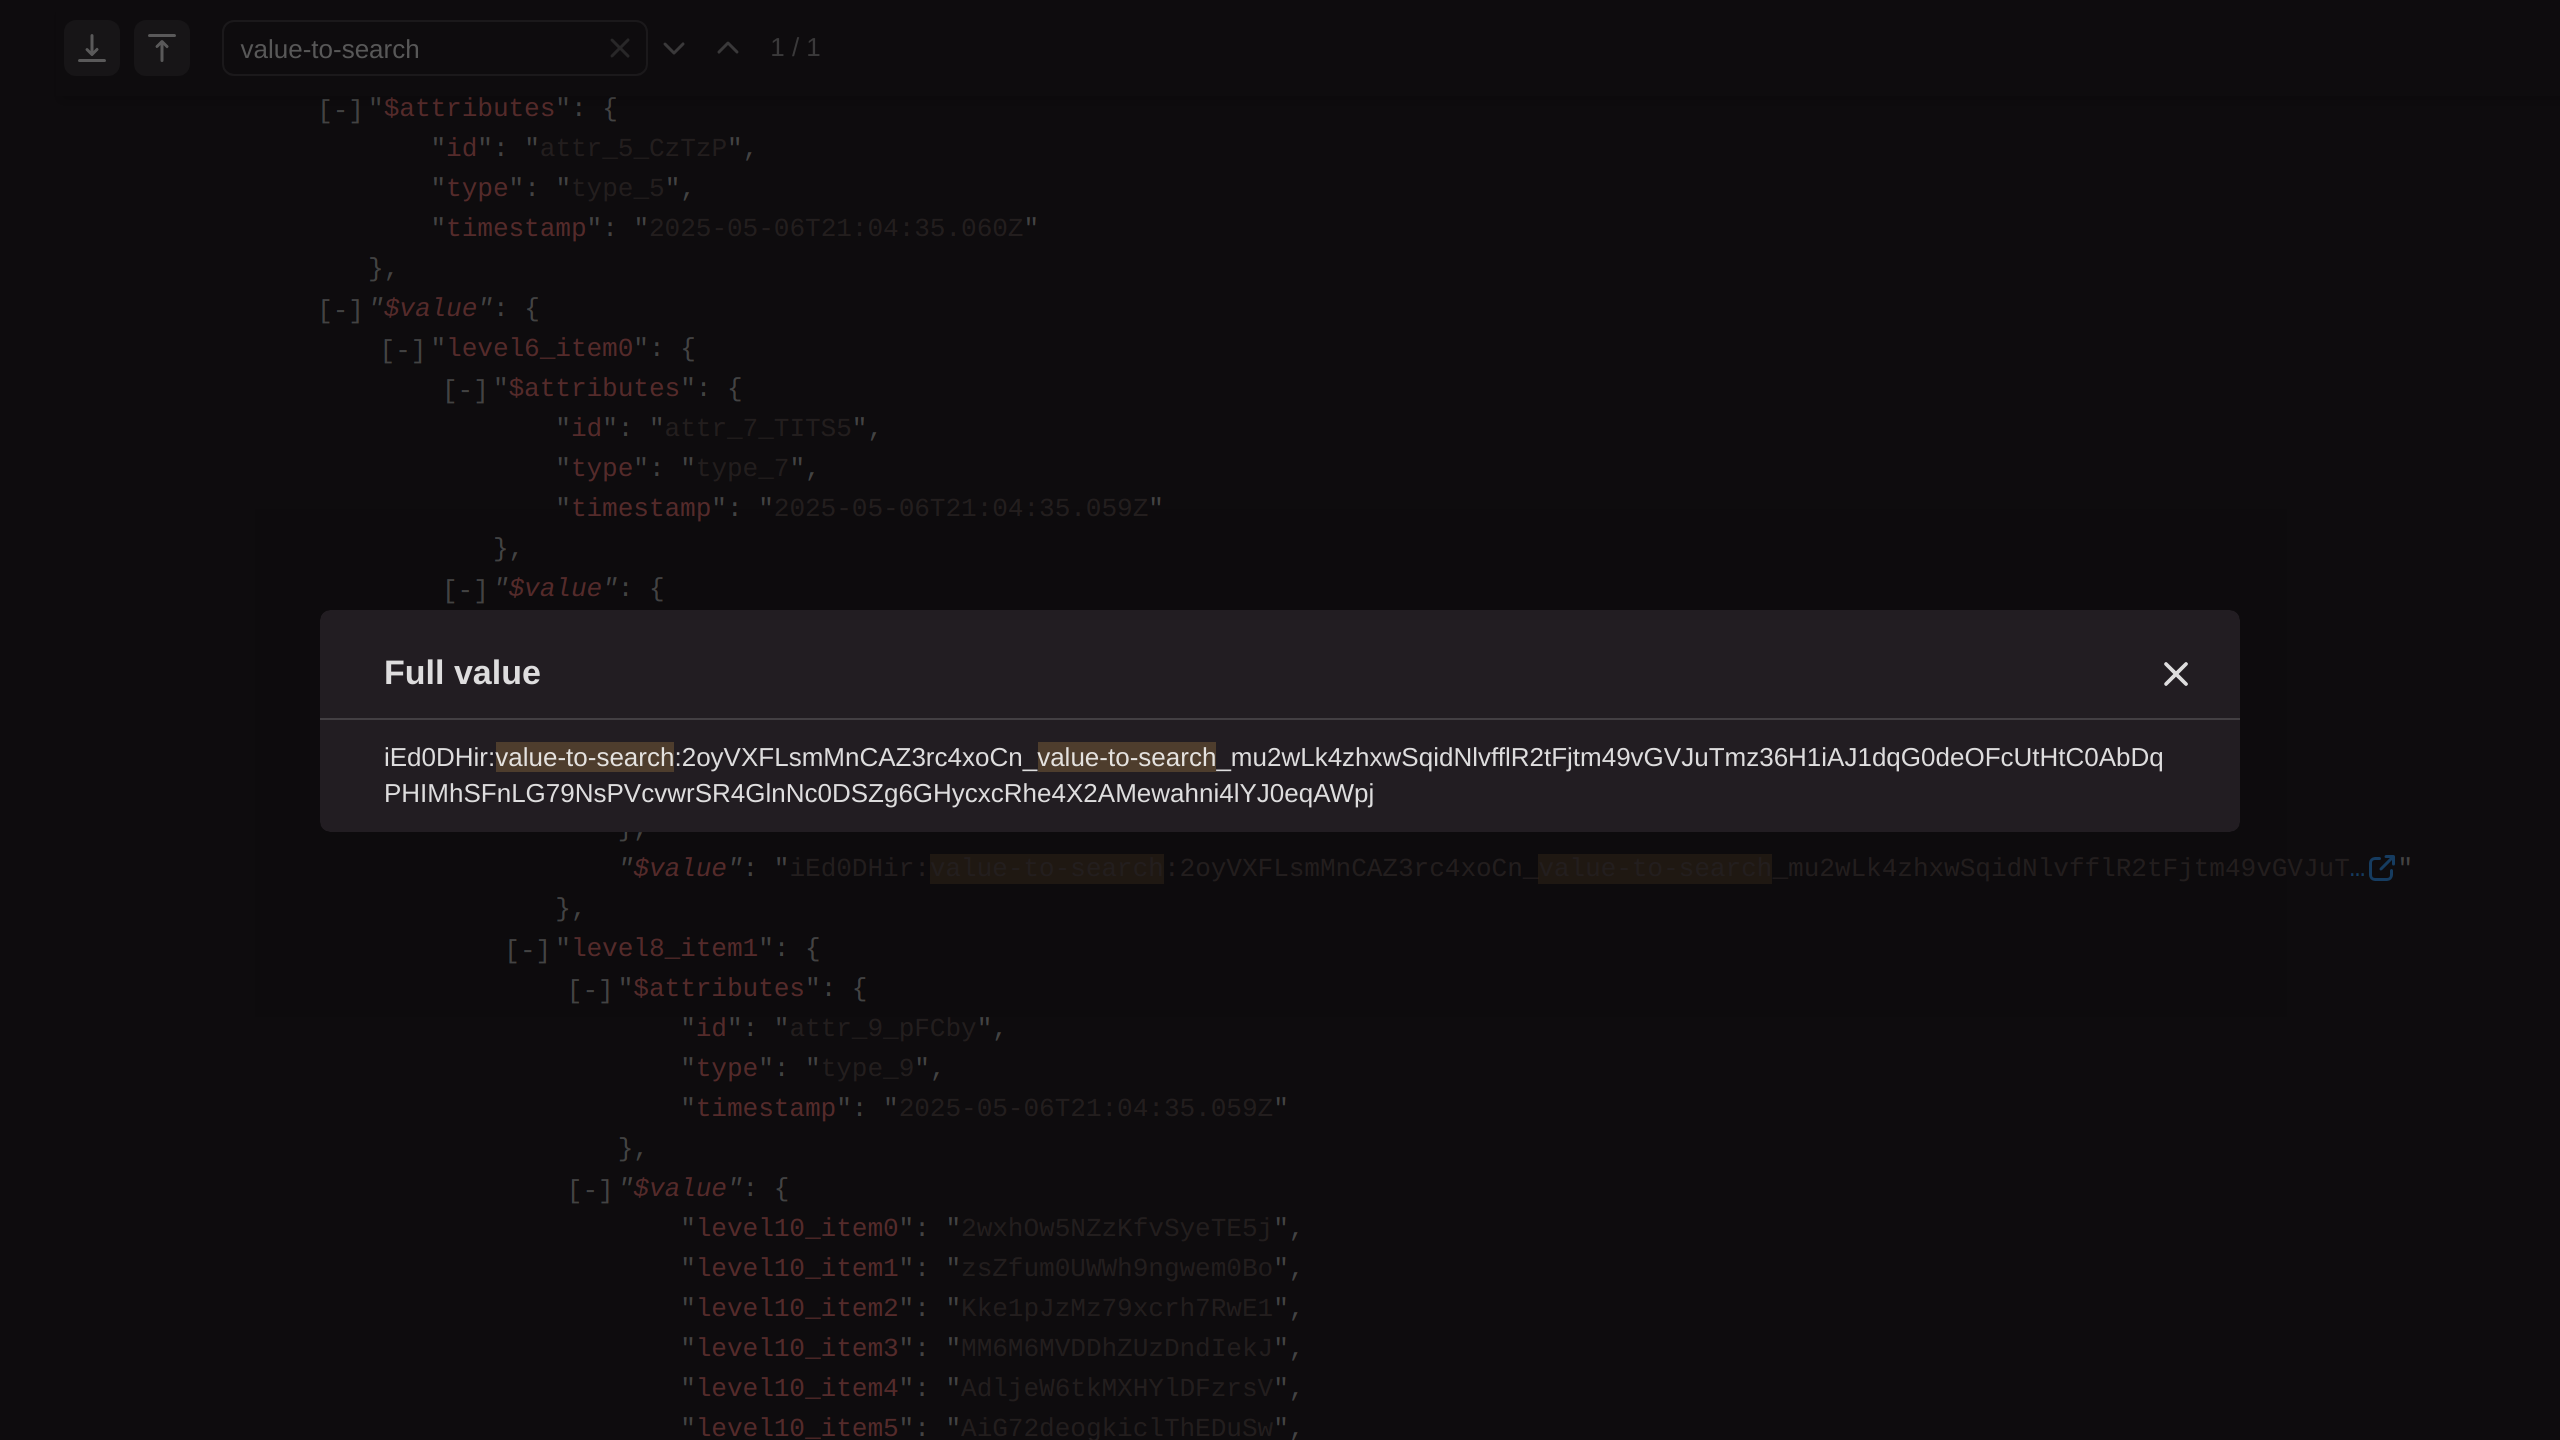 value-to-search 1 / 1
[-]"$attributes": {
"id": "attr_5_CzTzP",
"type": "type_5",
"timestamp": "2025-05-06T21:04:35.060Z"
},
[-]"$value": {
[-]"level6_item0": {
[-]"$attributes": {
"id": "attr_7_TITS5",
"type": "type_7",
"timestamp": "2025-05-06T21:04:35.059Z"
},
[-]"$value": {
Full value
iEd0DHir:value-to-search:2oyVXFLsmMnCAZ3rc4xoCn_value-to-search_mu2wLk4zhxwSqidNlvfflR2tFjtm49vGVJuTmz36H1iAJ1dqG0deOFcUtHtC0AbDq
PHIMhSFnLG79NsPVcvwrSR4GlnNc0DSZg6GHycxcRhe4X2AMewahni4lYJ0eqAWpj
},
"$value": "iEd0DHir:value-to-search:2oyVXFLsmMnCAZ3rc4xoCn_value-to-search_mu2wLk4zhxwSqidNlvfflR2tFjtm49vGVJuT…"
},
[-]"level8_item1": {
[-]"$attributes": {
"id": "attr_9_pFCby",
"type": "type_9",
"timestamp": "2025-05-06T21:04:35.059Z"
},
[-]"$value": {
"level10_item0": "2wxhOw5NZzKfvSyeTE5j",
"level10_item1": "zsZfum0UWWh9ngwem0Bo",
"level10_item2": "Kke1pJzMz79xcrh7RwE1",
"level10_item3": "MM6M6MVDDhZUzDndIekJ",
"level10_item4": "AdljeW6tkMXHYlDFzrsV",
"level10_item5": "AiG72deogkiclThEDuSw",